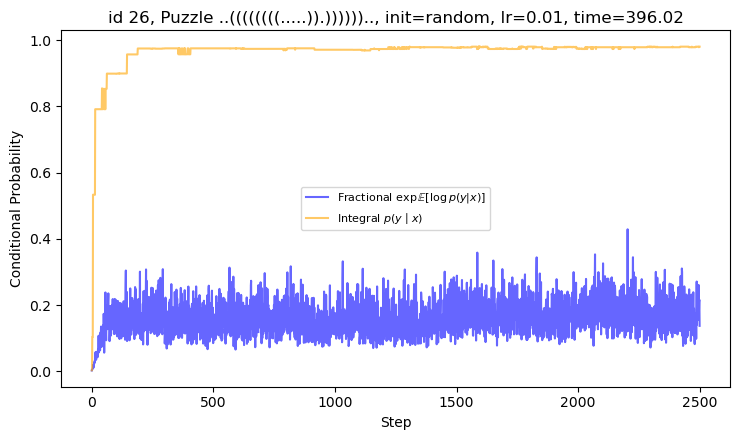 id 26, Puzzle ..((((((((.....)).)))))).., init=random, lr=0.01, time=396.02
Conditional Probability
1.0
0.8
0.6
0.4
0.2
0.0
Fractional exp𝔼[log p(y|x)]
Integral p(y | x)
0 500 1000 1500 2000 2500
Step